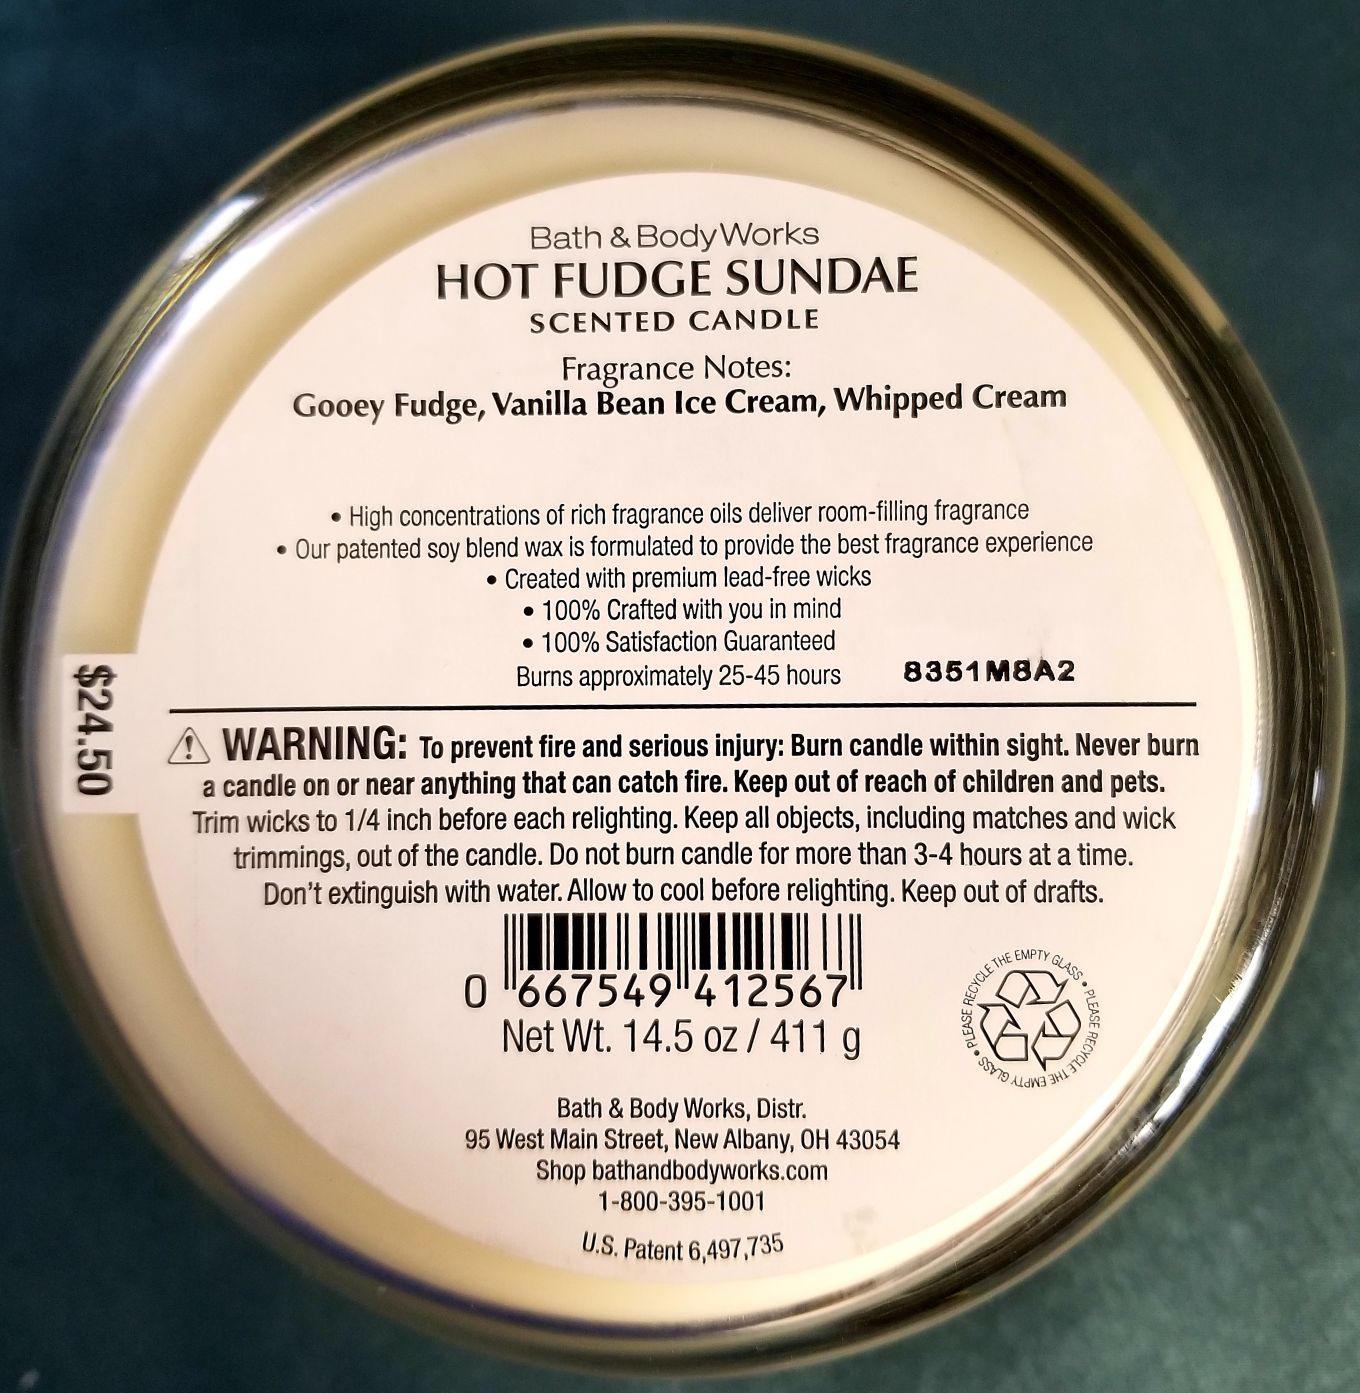 Bath & Body Works
HOT FUDGE SUNDAE
SCENTED CANDLE
Fragrance Notes:
Gooey Fudge, Vanilla Bean Ice Cream, Whipped Cream
• High concentrations of rich fragrance oils deliver room-filling fragrance
• Our patented soy blend wax is formulated to provide the best fragrance experience
• Created with premium lead-free wicks
• 100% Crafted with you in mind
• 100% Satisfaction Guaranteed
Burns approximately 25-45 hours 8351M8A2
$24.50
WARNING: To prevent fire and serious injury: Burn candle within sight. Never burn
a candle on or near anything that can catch fire. Keep out of reach of children and pets.
Trim wicks to 1/4 inch before each relighting. Keep all objects, including matches and wick
trimmings, out of the candle. Do not burn candle for more than 3-4 hours at a time.
Don't extinguish with water. Allow to cool before relighting. Keep out of drafts.
0 667549 412567
Net Wt. 14.5 oz / 411 g
PLEASE RECYCLE THE EMPTY GLASS • PLEASE RECYCLE THE EMPTY GLASS •
Bath & Body Works, Distr.
95 West Main Street, New Albany, OH 43054
Shop bathandbodyworks.com
1-800-395-1001
U.S. Patent 6,497,735